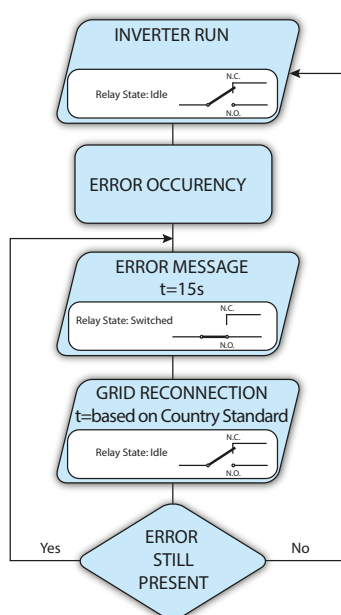 INVERTER RUN
N.C.
Relay State: Idle
N.O.
ERROR OCCURENCY
ERROR MESSAGE
t=15s
N.C.
Relay State: Switched
N.O.
GRID RECONNECTION
t=based on Country Standard
N.C.
Relay State: Idle
N.O.
Yes
ERROR
No
STILL
PRESENT